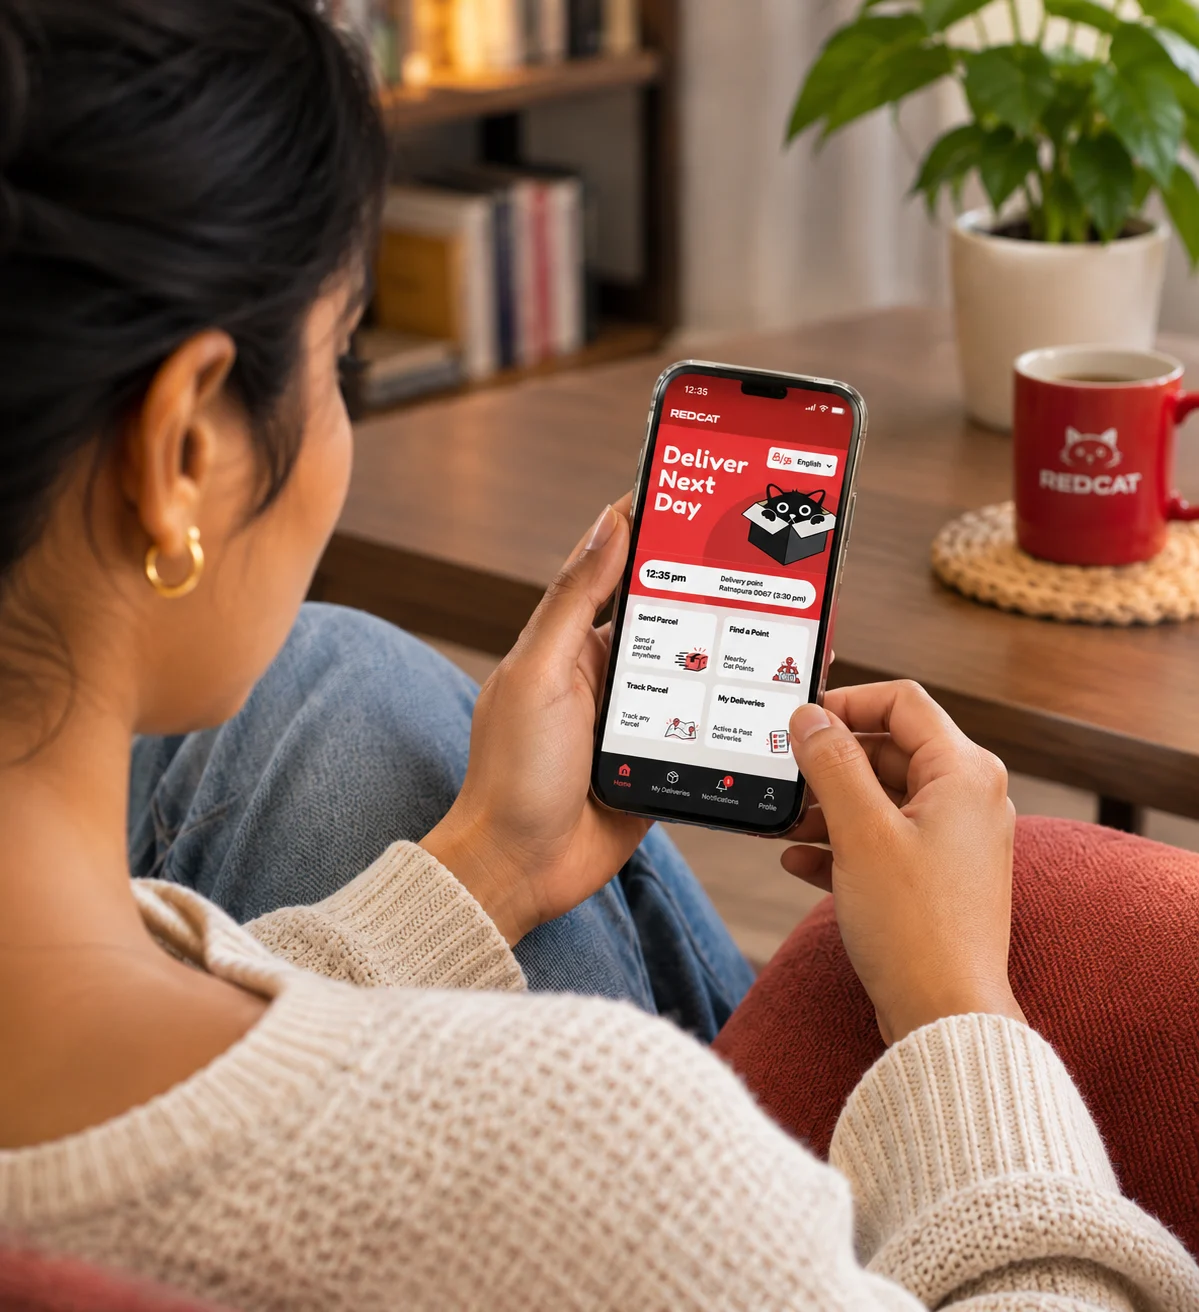 12:35
REDCAT
Deliver
Next
Day
English
12:35 pm
Delivery point
Ratnapura 0067 (3:30 pm)
Send Parcel
Send a
parcel
anywhere
Find a Point
Nearby
Cat Points
Track Parcel
Track any
Parcel
My Deliveries
Active & Past
Deliveries
Home
My Deliveries
Notifications
Profile
REDCAT